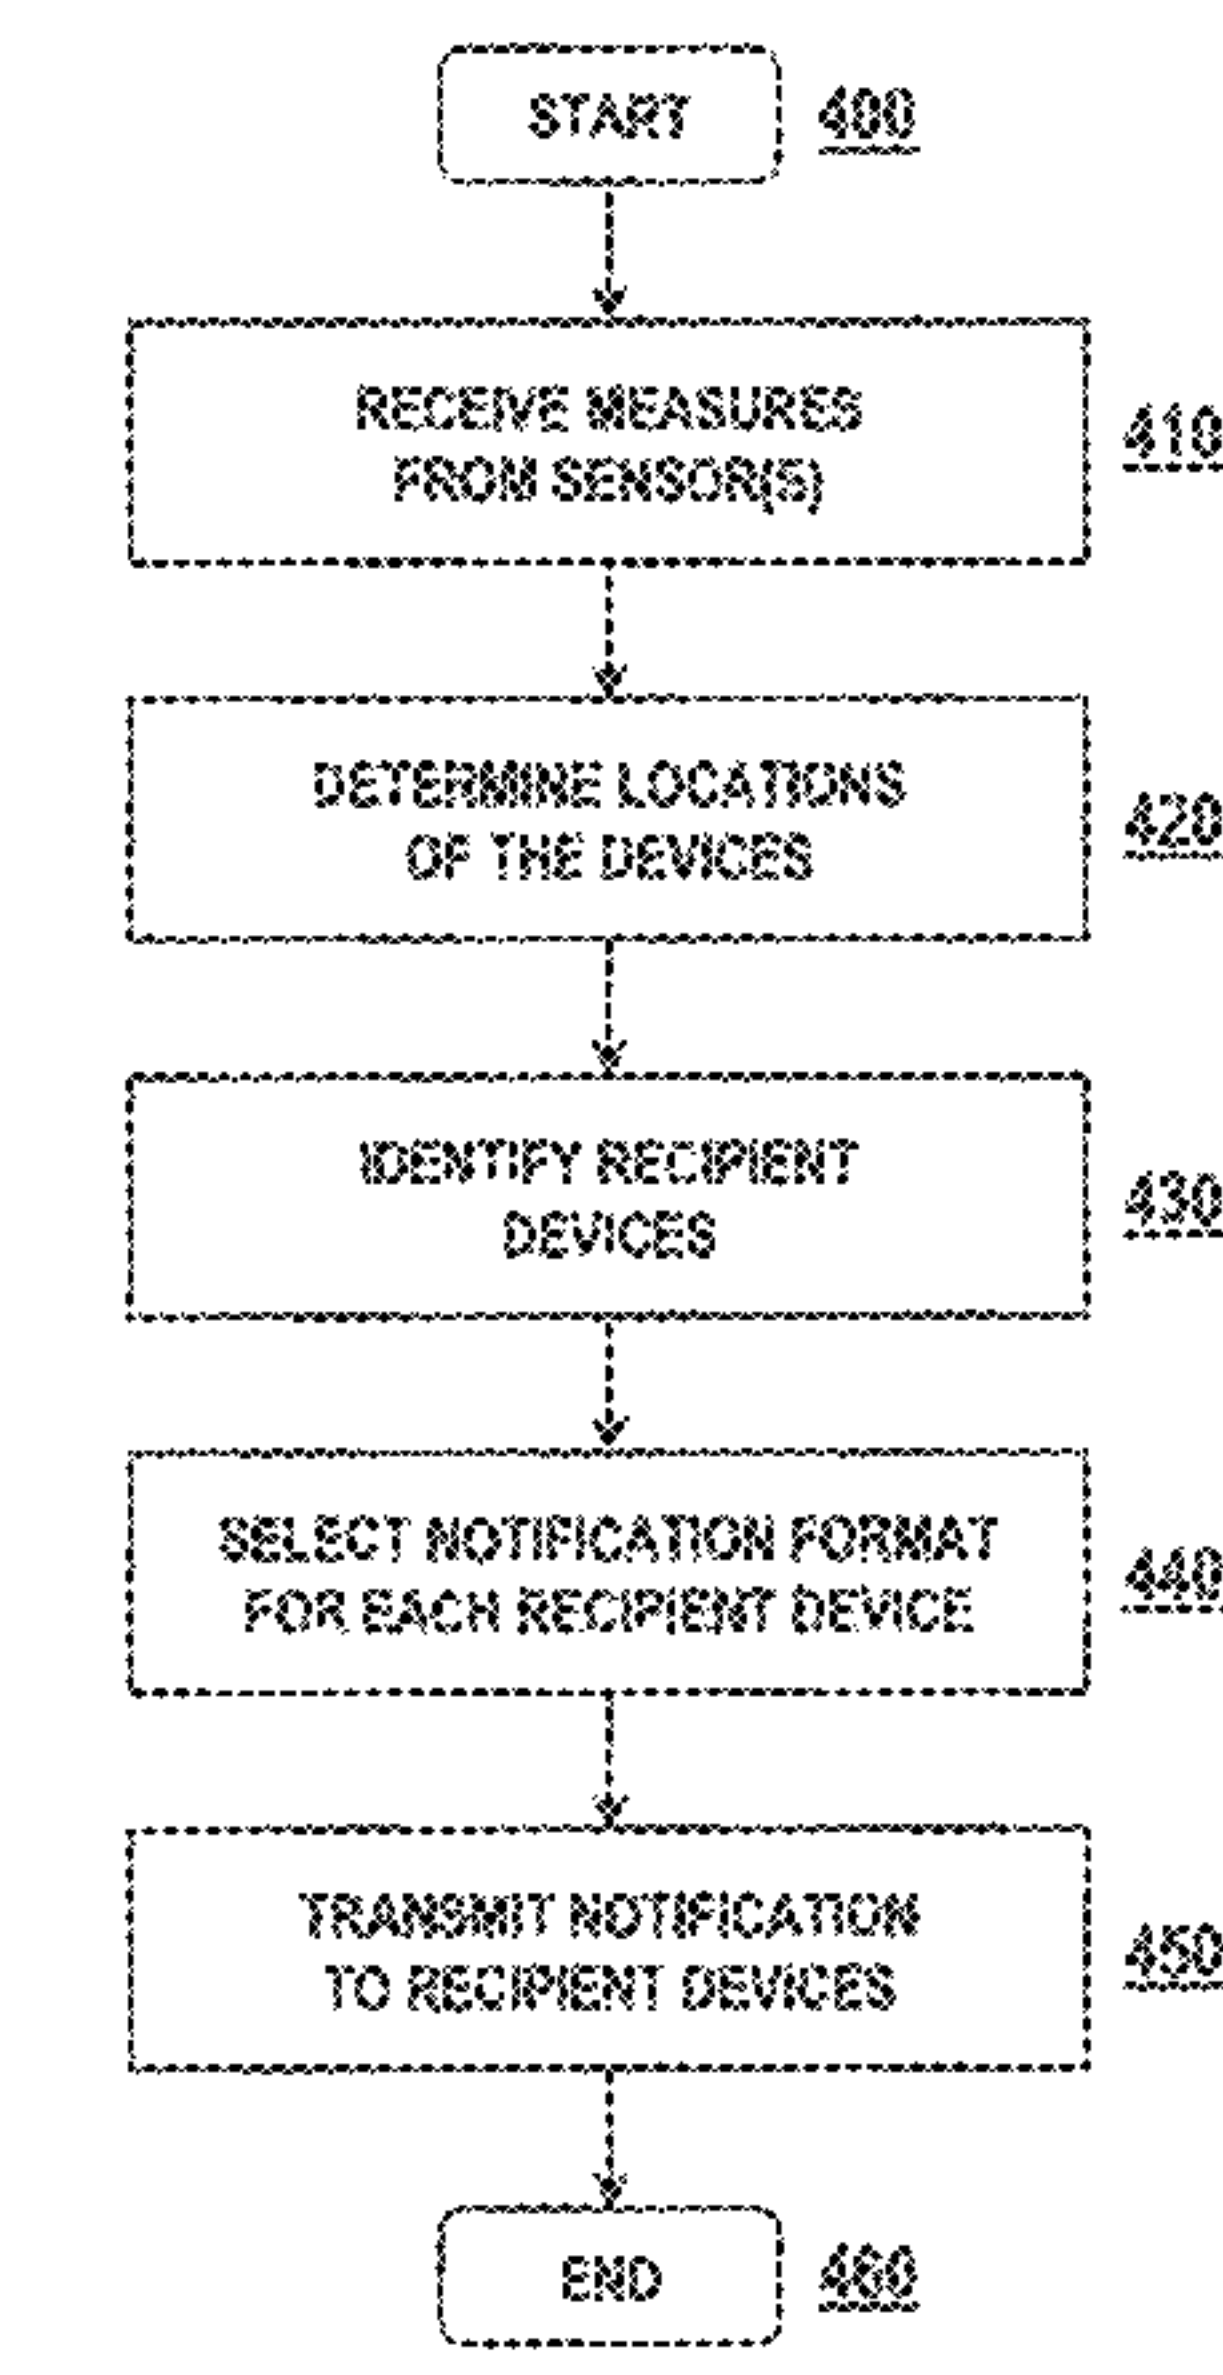 START 400
RECEIVE MEASURES
FROM SENSOR(S)
410
DETERMINE LOCATIONS
OF THE DEVICES
420
IDENTIFY RECIPIENT
DEVICES
430
SELECT NOTIFICATION FORMAT
FOR EACH RECIPIENT DEVICE
440
TRANSMIT NOTIFICATION
TO RECIPIENT DEVICES
450
END 460